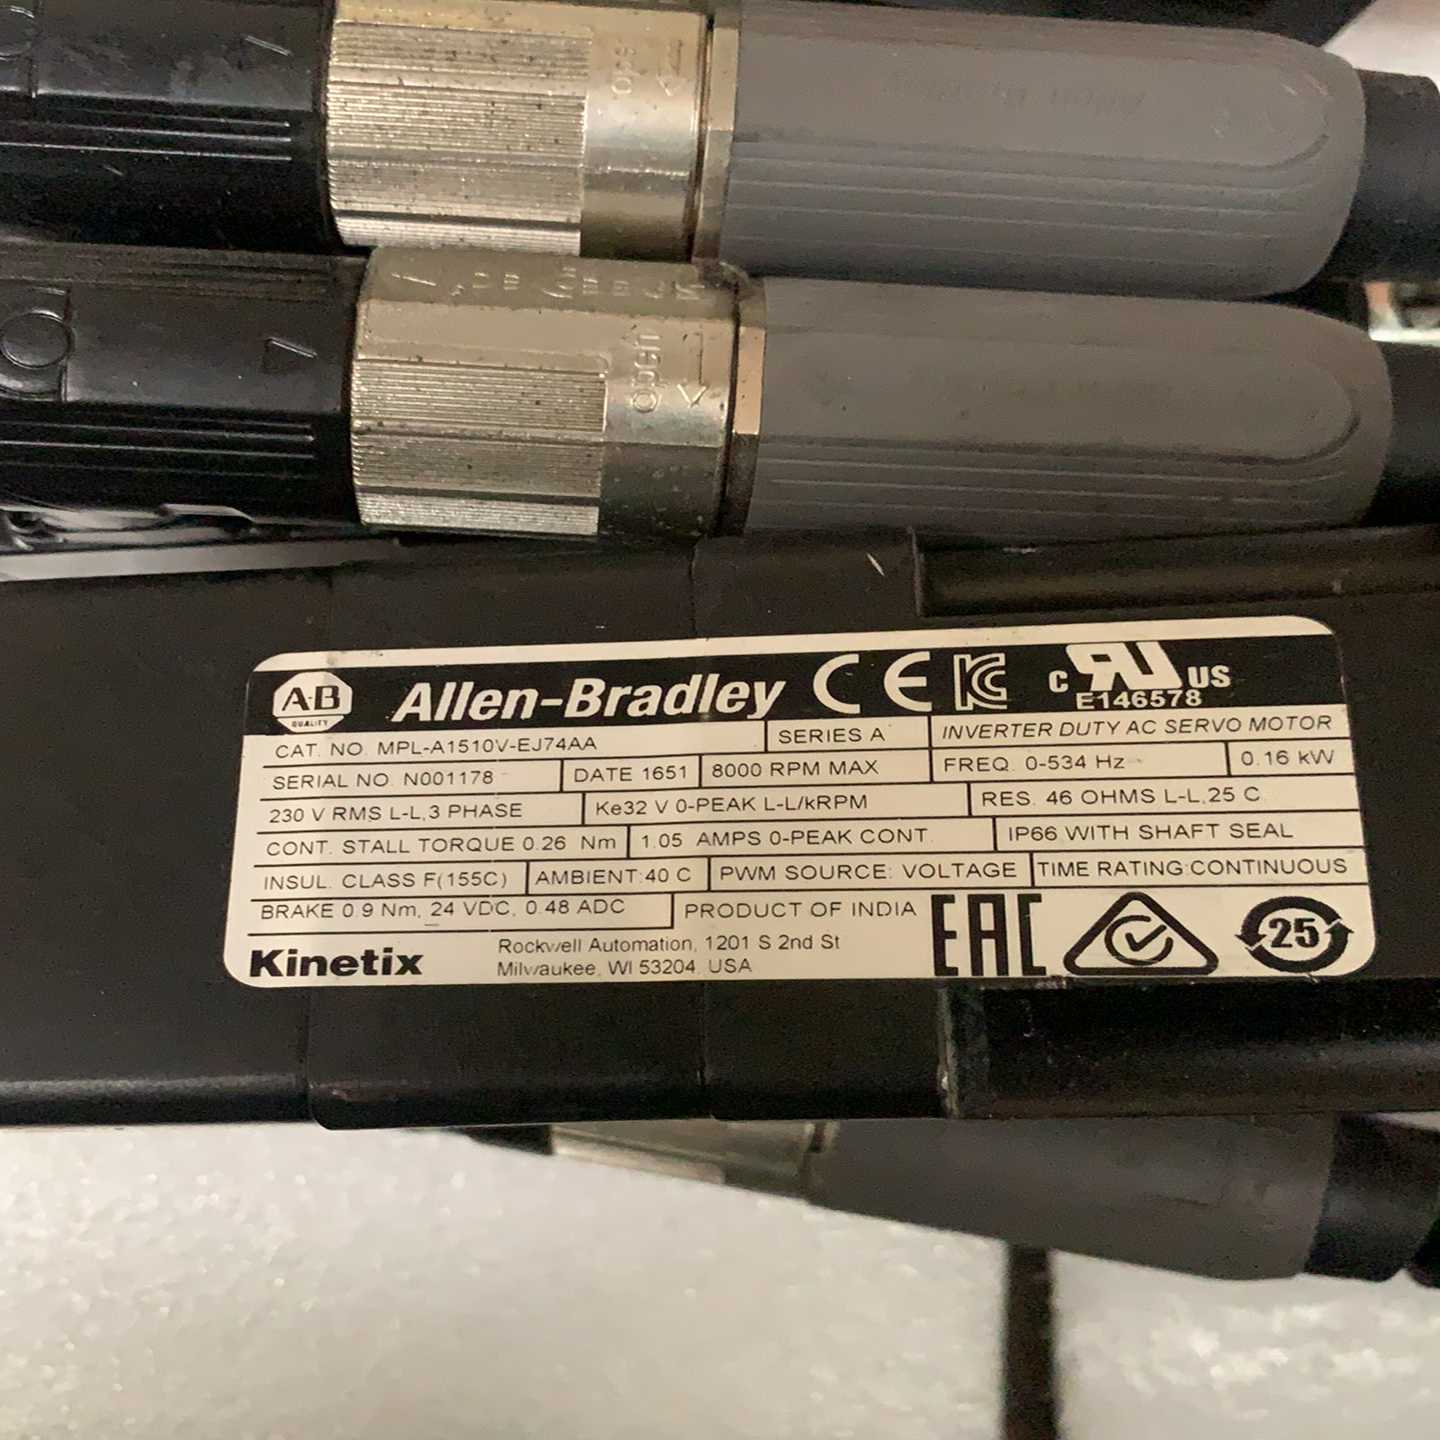 Open
Open
A-B
QUALITY
Allen-Bradley CE KC c RU US
E146578
CAT. NO. MPL-A1510V-EJ74AA SERIES A INVERTER DUTY AC SERVO MOTOR
SERIAL NO. N001178 DATE 1651 8000 RPM MAX FREQ. 0-534 Hz 0.16 kW
230 V RMS L-L,3 PHASE Ke32 V 0-PEAK L-L/kRPM RES. 46 OHMS L-L,25 C
CONT. STALL TORQUE 0.26 Nm 1.05 AMPS 0-PEAK CONT. IP66 WITH SHAFT SEAL
INSUL. CLASS F(155C) AMBIENT:40 C PWM SOURCE: VOLTAGE TIME RATING:CONTINUOUS
BRAKE 0.9 Nm, 24 VDC, 0.48 ADC PRODUCT OF INDIA EAC 25
Kinetix Rockwell Automation, 1201 S 2nd St
Milwaukee, WI 53204, USA